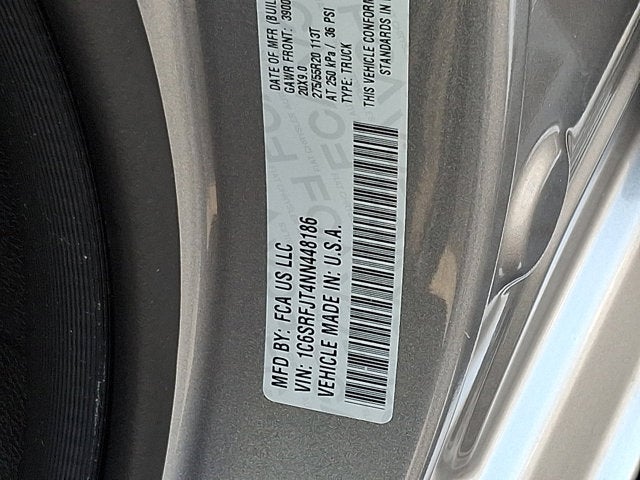 DATE OF MFR (BUIL
GAWR FRONT: 3900
20X9.0
275/55R20 113T
AT 250 kPa / 36 PSI
TYPE: TRUCK
THIS VEHICLE CONFORM
STANDARDS IN
MFD BY: FCA US LLC
VIN: 1C6SRFJT4NN448186
VEHICLE MADE IN: U.S.A.